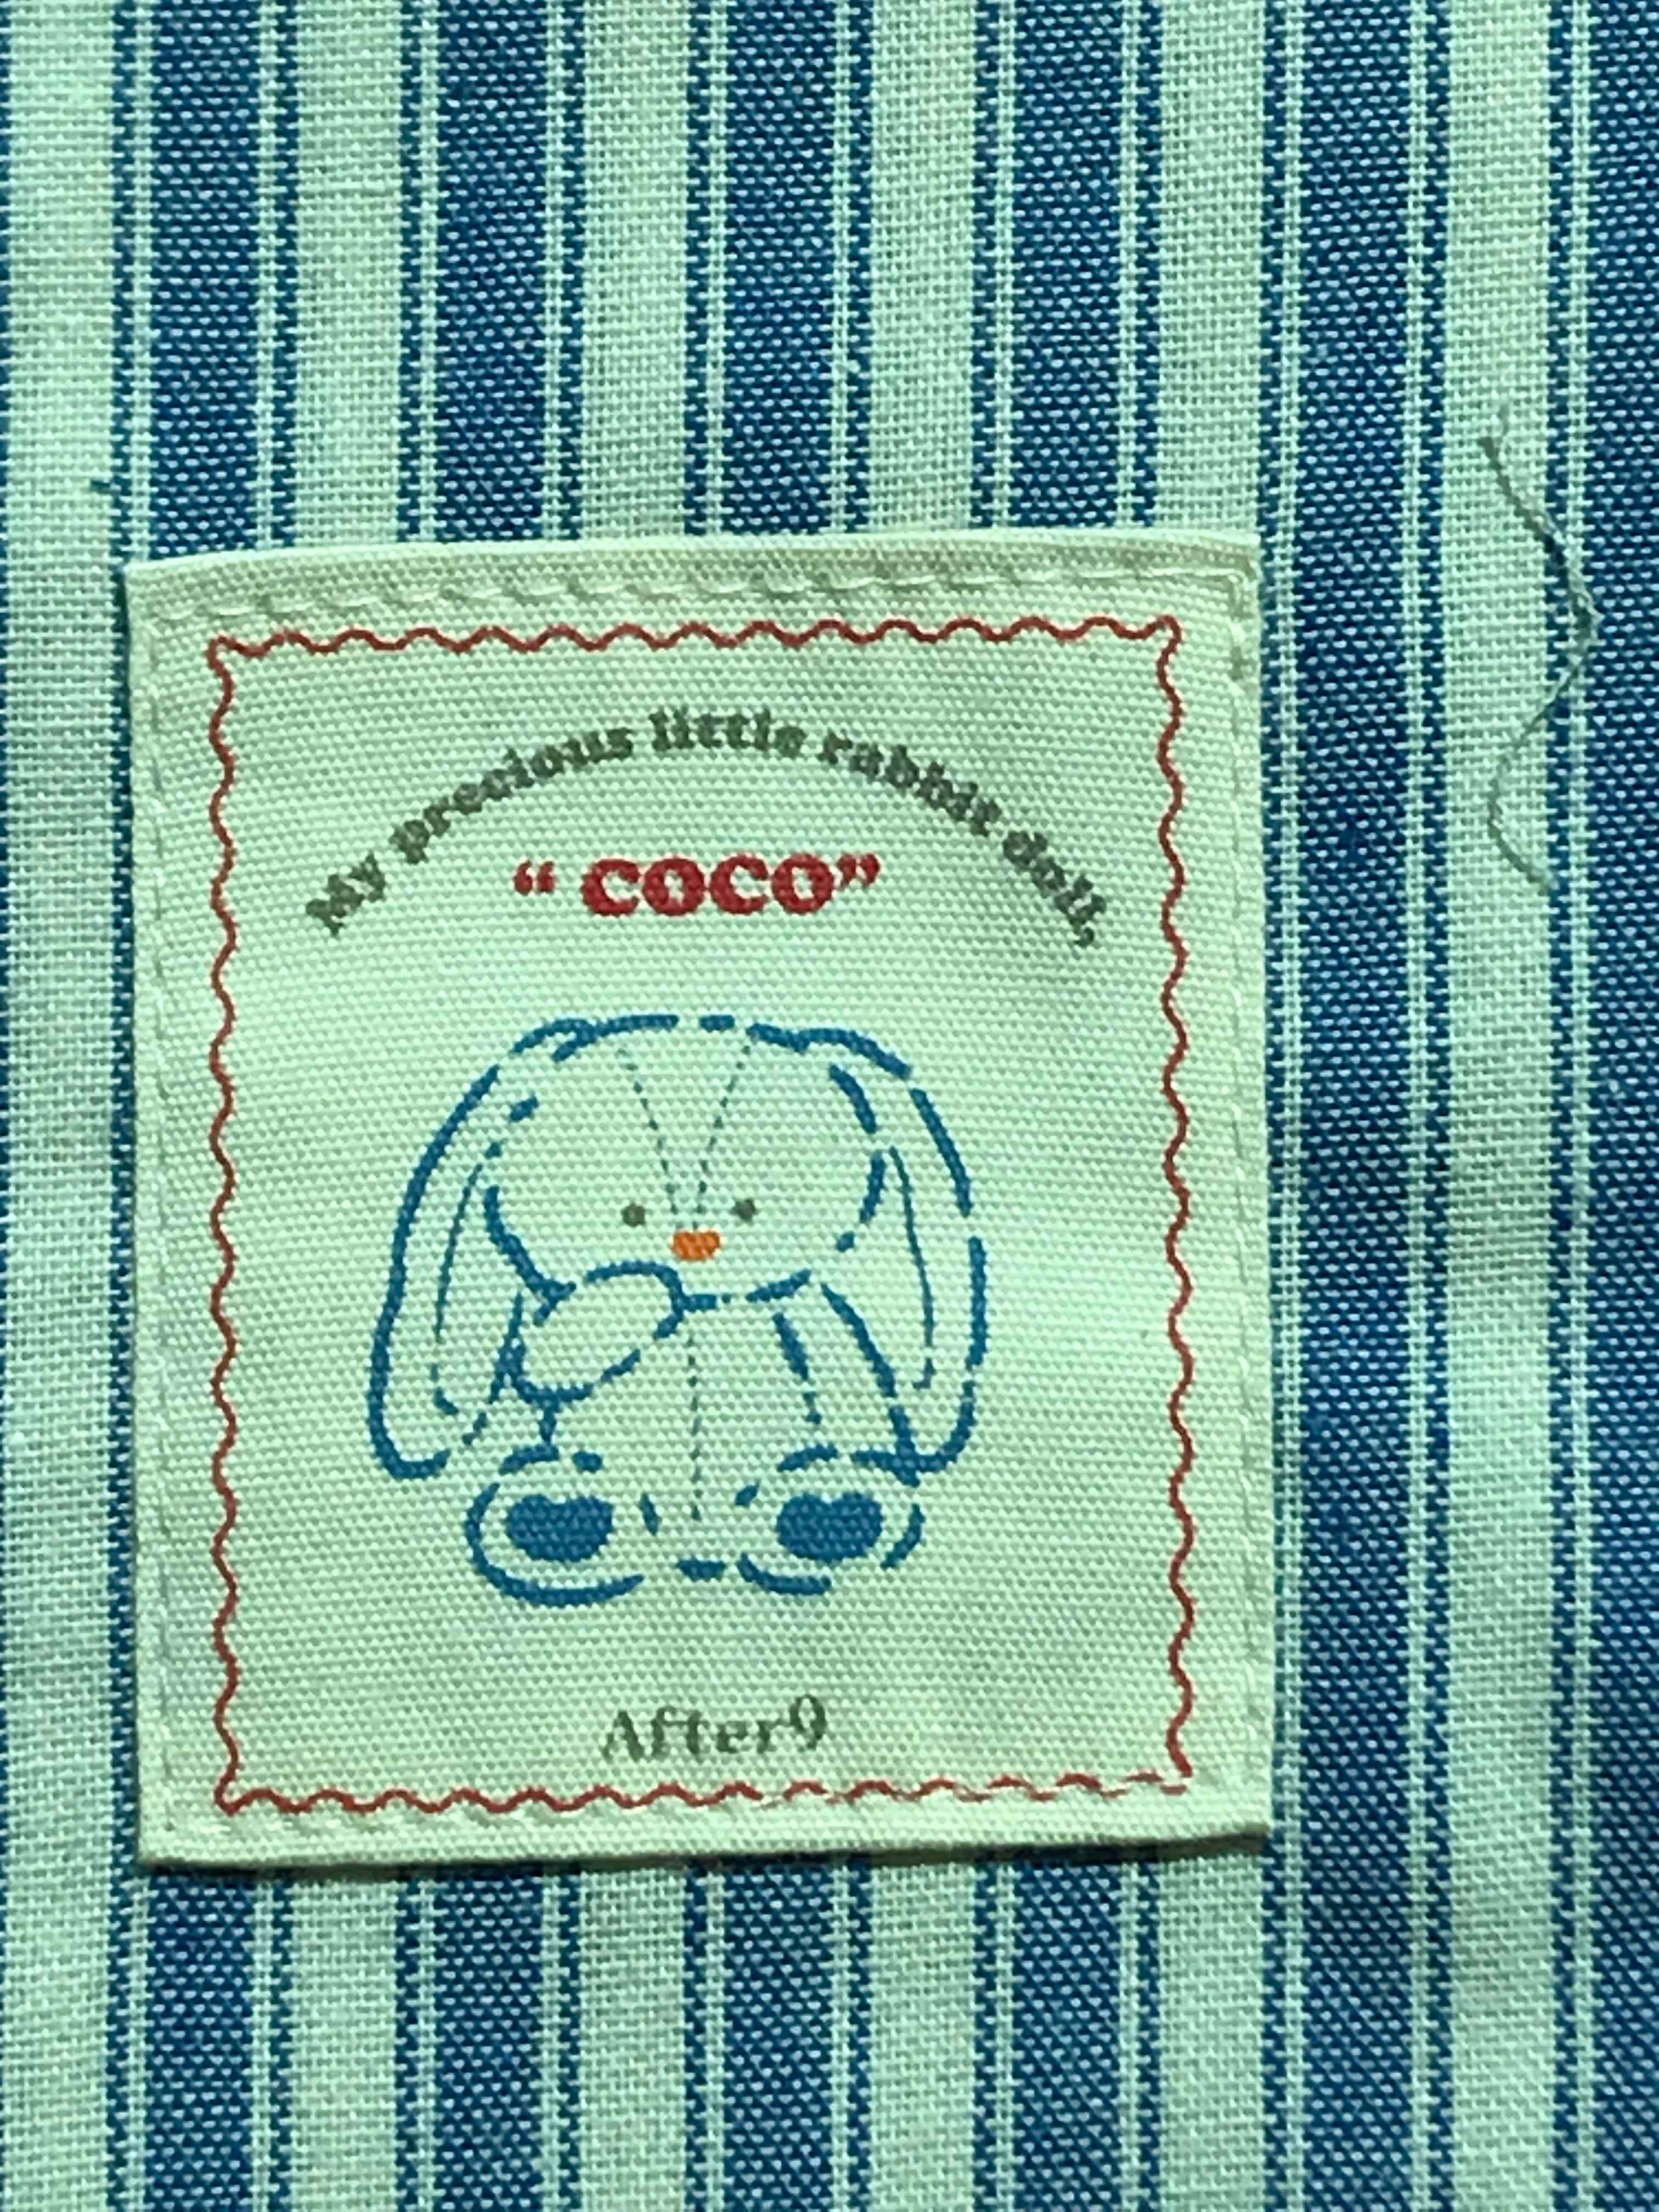 My precious little rabbit doll,
“ COCO”
After9